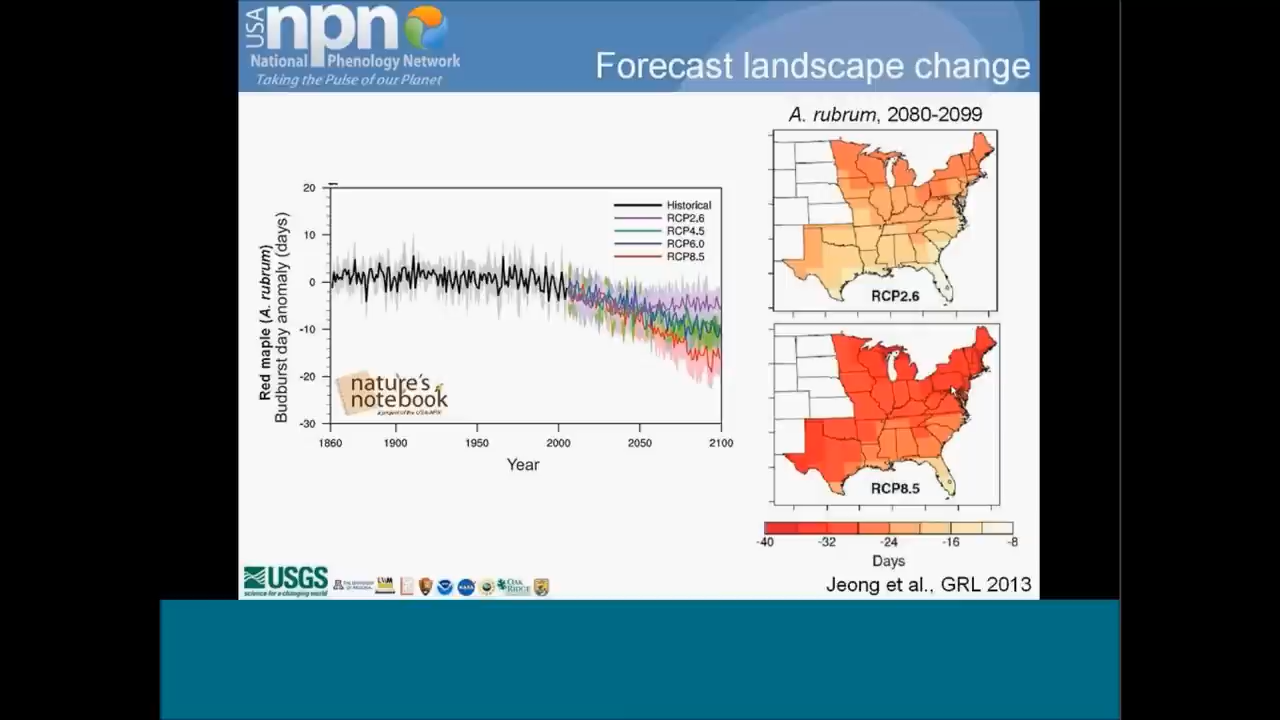 USA npn
National Phenology Network
Taking the Pulse of our Planet
Forecast landscape change
A. rubrum, 2080-2099
RCP2.6
RCP8.5
-40 -32 -24 -16 -8
Days
Jeong et al., GRL 2013
Red maple (A. rubrum)
Budburst day anomaly (days)
20
10
0
-10
-20
-30
Historical
RCP2.6
RCP4.5
RCP6.0
RCP8.5
nature's
notebook
1860 1900 1950 2000 2050 2100
Year
USGS
science for a changing world
OAK
RIDGE